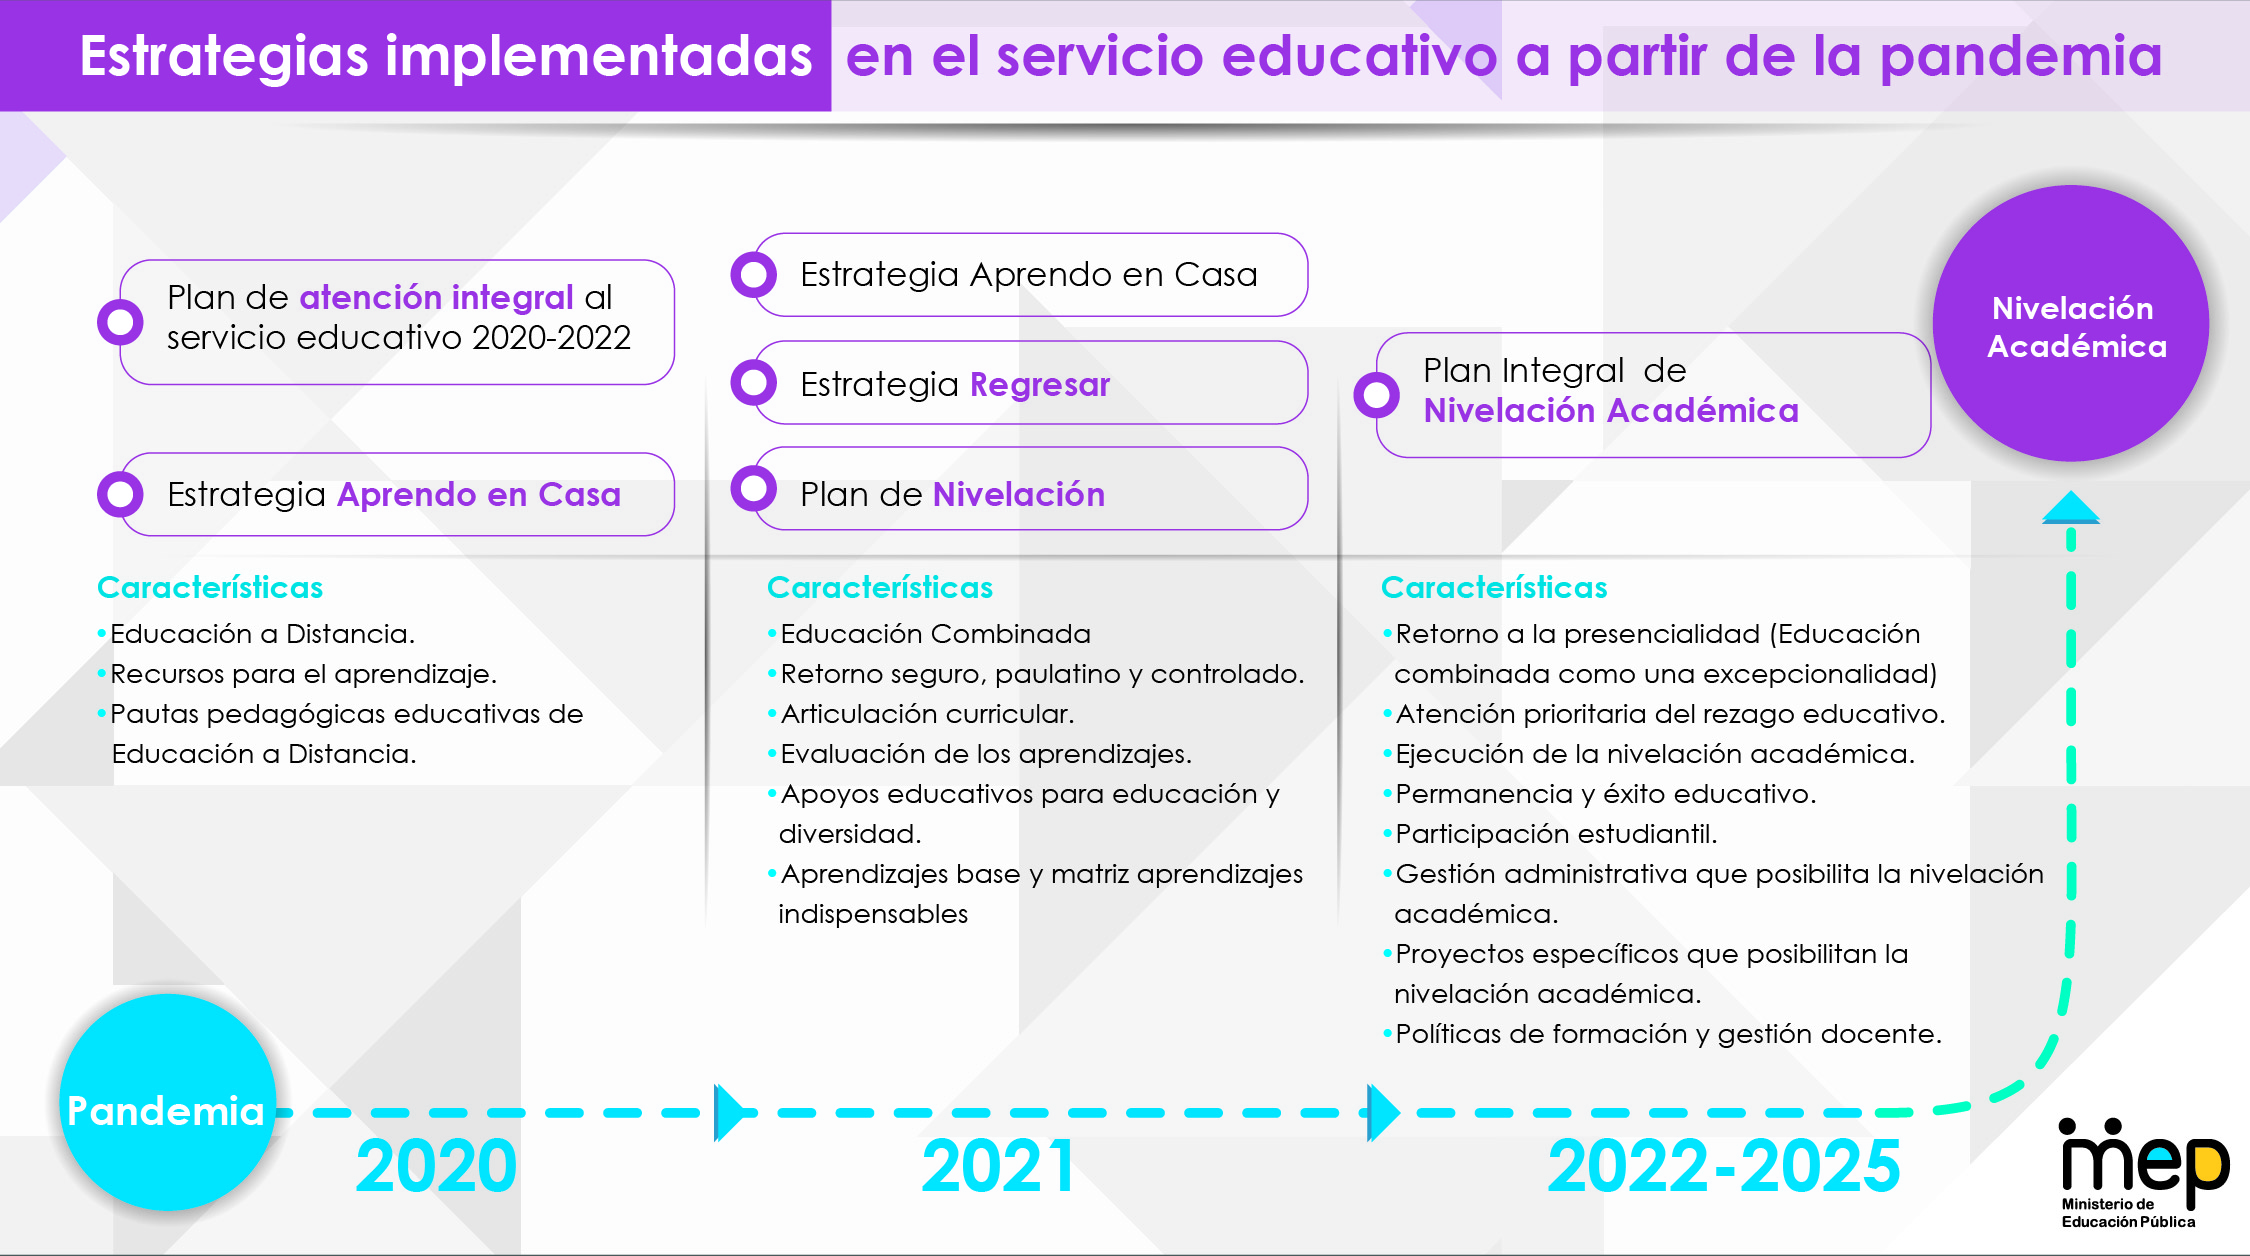 Estrategias implementadas en el servicio educativo a partir de la pandemia
Plan de atención integral al
servicio educativo 2020-2022
Estrategia Aprendo en Casa
Características
•Educación a Distancia.
•Recursos para el aprendizaje.
•Pautas pedagógicas educativas de
Educación a Distancia.
Estrategia Aprendo en Casa
Estrategia Regresar
Plan de Nivelación
Características
•Educación Combinada
•Retorno seguro, paulatino y controlado.
•Articulación curricular.
•Evaluación de los aprendizajes.
•Apoyos educativos para educación y
diversidad.
•Aprendizajes base y matriz aprendizajes
indispensables
Plan Integral de
Nivelación Académica
Características
•Retorno a la presencialidad (Educación
combinada como una excepcionalidad)
•Atención prioritaria del rezago educativo.
•Ejecución de la nivelación académica.
•Permanencia y éxito educativo.
•Participación estudiantil.
•Gestión administrativa que posibilita la nivelación
académica.
•Proyectos específicos que posibilitan la
nivelación académica.
•Políticas de formación y gestión docente.
Nivelación
Académica
Pandemia
2020
2021
2022-2025
mep
Ministerio de
Educación Pública